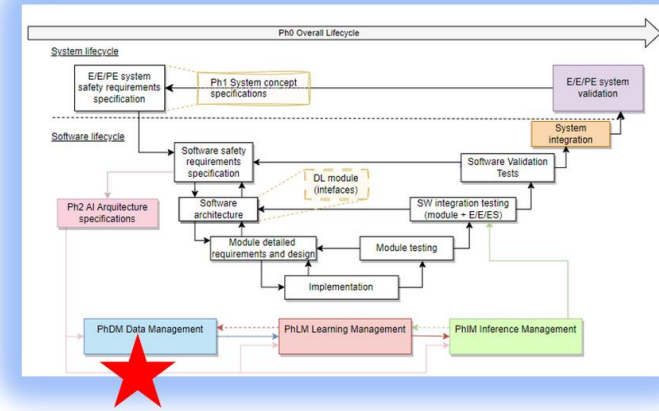 Ph0 Overall Lifecycle
System lifecycle
E/E/PE system
safety requirements
specification
Ph1 System concept
specifications
E/E/PE system
validation
Software lifecycle
System
integration
Software safety
requirements
specification
Software Validation
Tests
DL module
(intefaces)
Ph2 AI Arquitecture
specifications
Software
architecture
SW integration testing
(module + E/E/ES)
Module detailed
requirements and design
Module testing
Implementation
PhDM Data Management
PhLM Learning Management
PhIM Inference Management